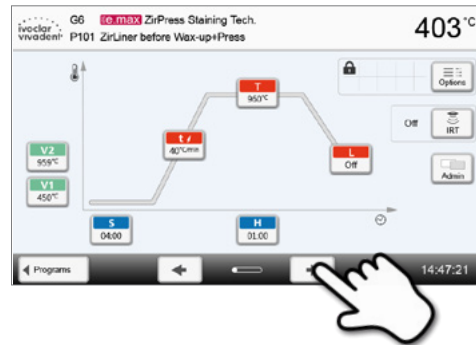 ivoclar vivadent
G6 IPS e.max ZirPress Staining Tech.
P101 ZirLiner before Wax-up+Press
403°C
T
960°C
Options
Off
IRT
t↗
40°C/min
L
Off
V2
959°C
Admin
V1
450°C
S
04:00
H
01:00
Programs
14:47:21